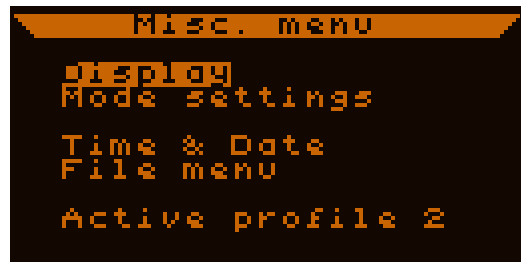 Misc. menu
Display
Mode settings
Time & Date
File menu
Active profile 2